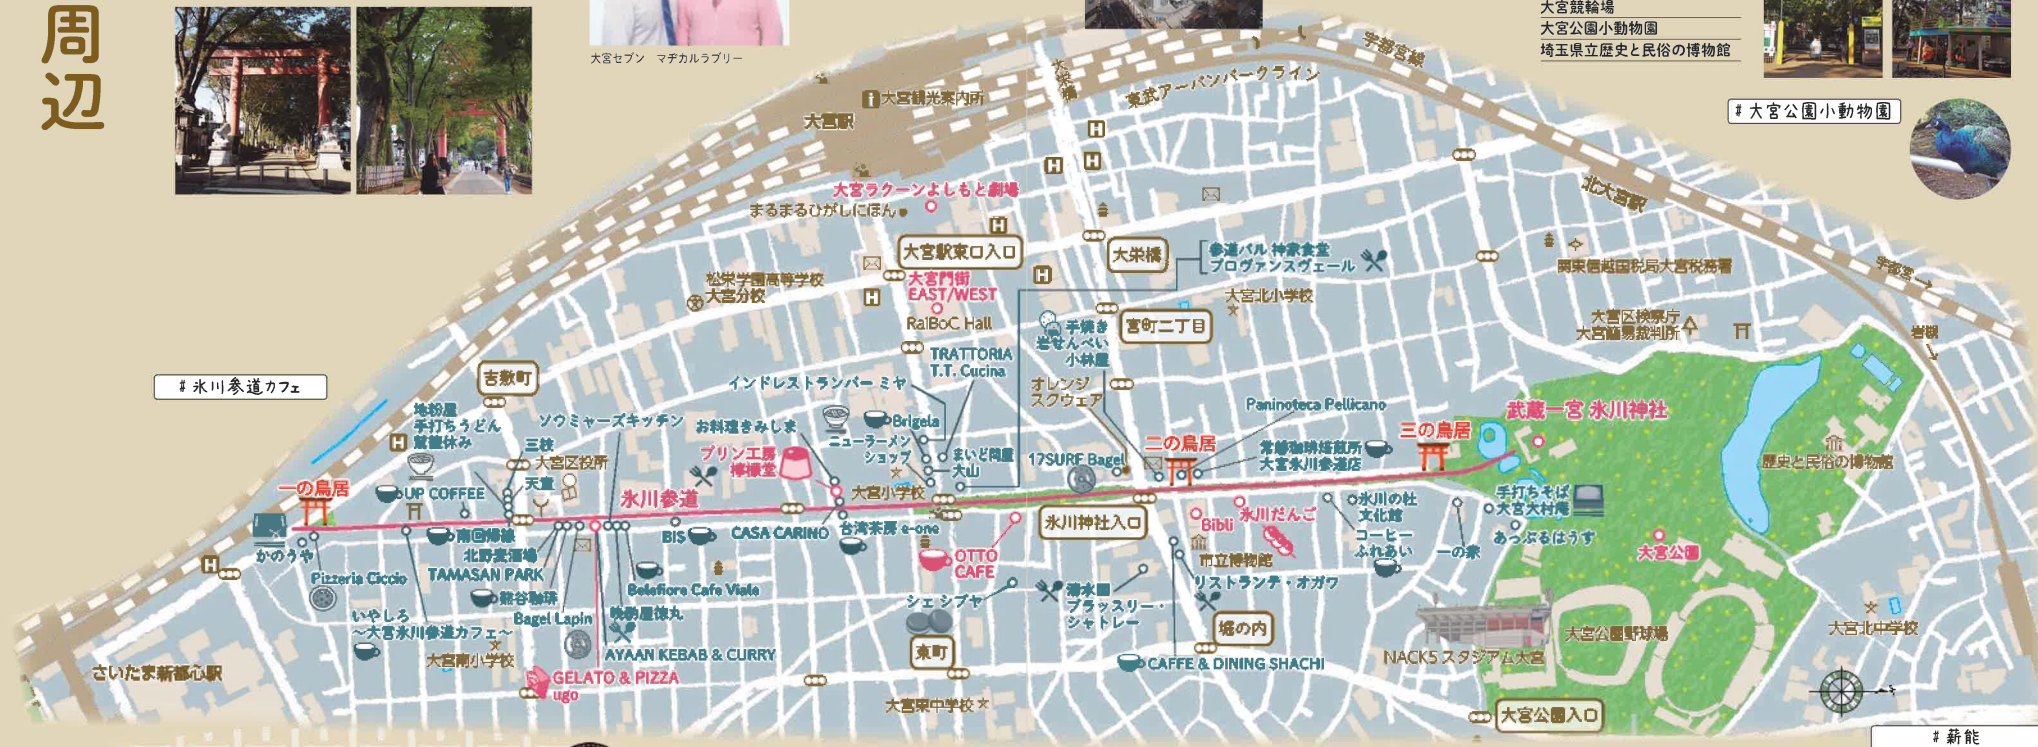 周辺
大宮セブン マヂカルラブリー
大宮競輪場
大宮公園小動物園
埼玉県立歴史と民俗の博物館
#大宮公園小動物園
#氷川参道カフェ
宇都宮線
東武アーバンパークライン
大栄橋
大宮観光案内所
大宮駅
北大宮駅
大宮ラクーンよしもと劇場
まるまるひがしにほん
大宮駅東口入口
大栄橋
参道バル 神家食堂
プロヴァンスヴェール
関東信越国税局大宮税務署
宇都宮→
松栄学園高等学校
大宮分校
大宮門街
EAST/WEST
RaiBoC Hall
大宮北小学校
宮町二丁目
手焼き
岩せんべい
小林屋
大宮区検察庁
大宮簡易裁判所
岩槻
TRATTORIA
T.T. Cucina
吉敷町
インドレストランバー ミヤ
オレンジ
スクウェア
Paninoteca Pellicano
武蔵一宮 氷川神社
地粉屋
手打ちうどん
駕籠休み
ソウミャーズキッチン
お料理きみしま
Brigela
ニューラーメン
ショップ
二の鳥居
三の鳥居
三校
大宮区役所
天童
プリン工房
檸檬堂
まいど問屋
大山
17SURF Bagel
常盤珈琲焙煎所
大宮氷川参道店
歴史と民俗の博物館
一の鳥居
UP COFFEE
氷川参道
大宮小学校
手打ちそば
大宮大村庵
氷川の杜
文化館
氷川だんご
Bibli
氷川神社入口
かのうや
南回帰線
北野麦酒場
BIS
CASA CARINO
台湾茶房 e-one
コーヒー
ふれあい
一の家
あっぷるはうす
大宮公園
OTTO
CAFE
市立博物館
Pizzeria Ciccio
TAMASAN PARK
熊谷珈琲
Belefiore Cafe Viale
リストランテ・オガワ
シェ シブヤ
清水園
ブラッスリー・
シャトレー
いやしろ
~大宮氷川参道カフェ~
Bagel Lapin
晩酌屋徳丸
堀の内
大宮公園野球場
大宮北中学校
大宮南小学校
AYAAN KEBAB & CURRY
東町
CAFFE & DINING SHACHI
NACK5 スタジアム大宮
さいたま新都心駅
GELATO & PIZZA
ugo
大宮東中学校
大宮公園入口
#薪能